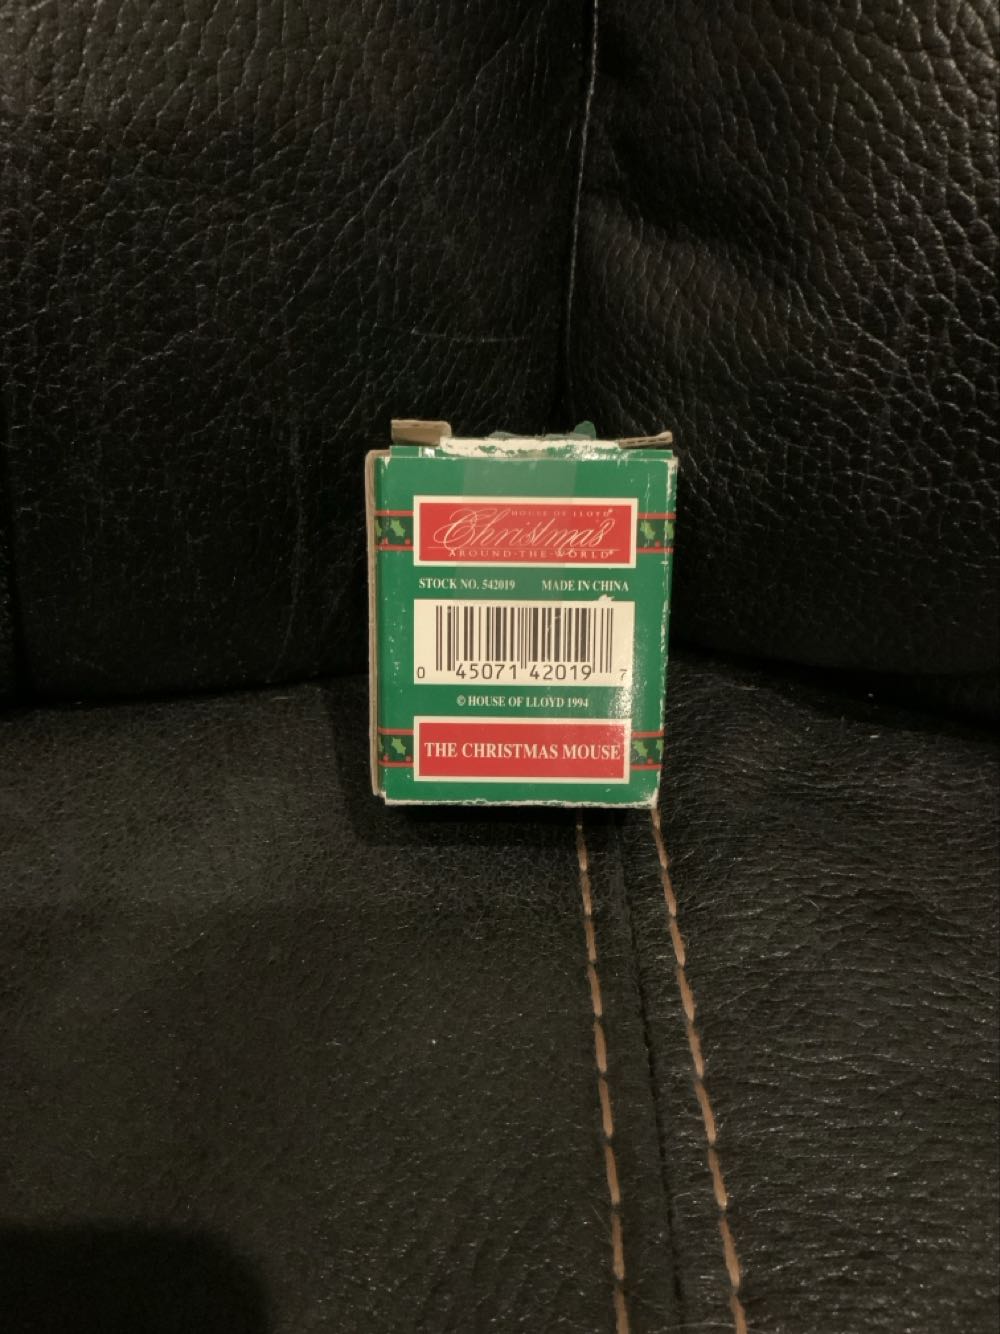 HOUSE OF LLOYD®
Christmas
AROUND·THE·WORLD®
STOCK NO. 542019 MADE IN CHINA
0 45071 42019 7
© HOUSE OF LLOYD 1994
THE CHRISTMAS MOUSE